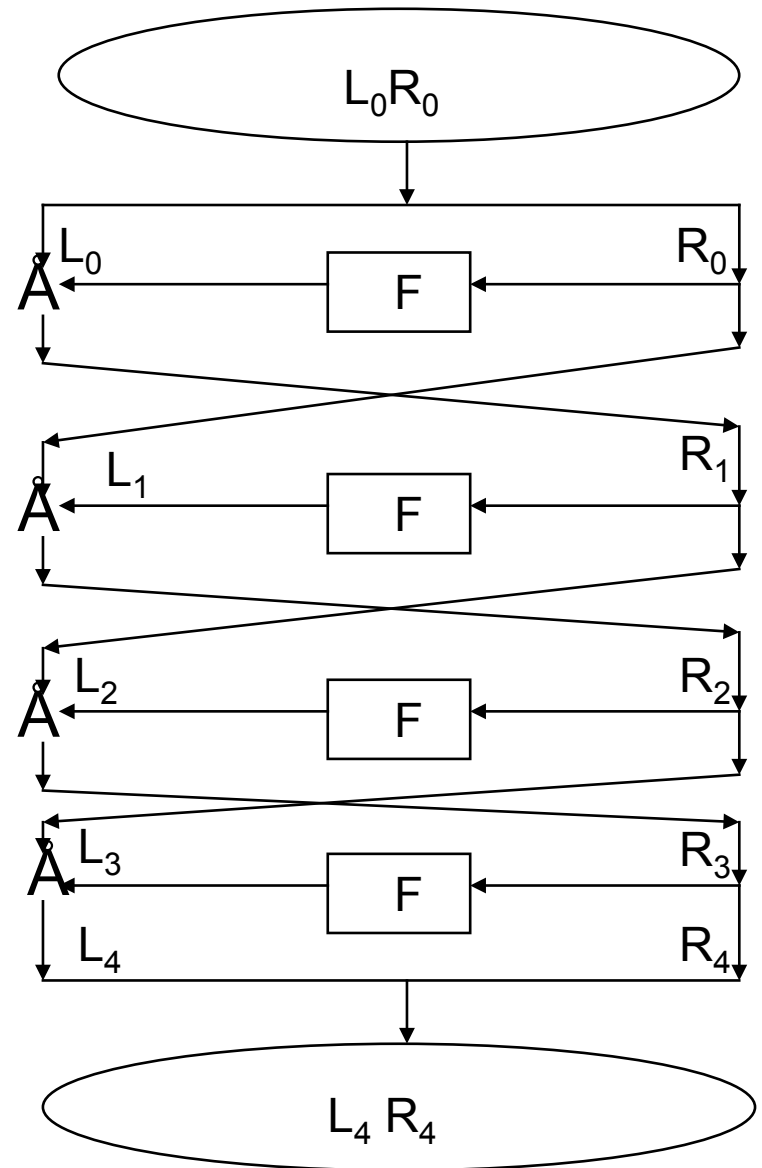 L₀R₀
L₀ R₀
Å F
L₁ R₁
Å F
L₂ R₂
Å F
L₃ R₃
Å F
L₄ R₄
L₄ R₄